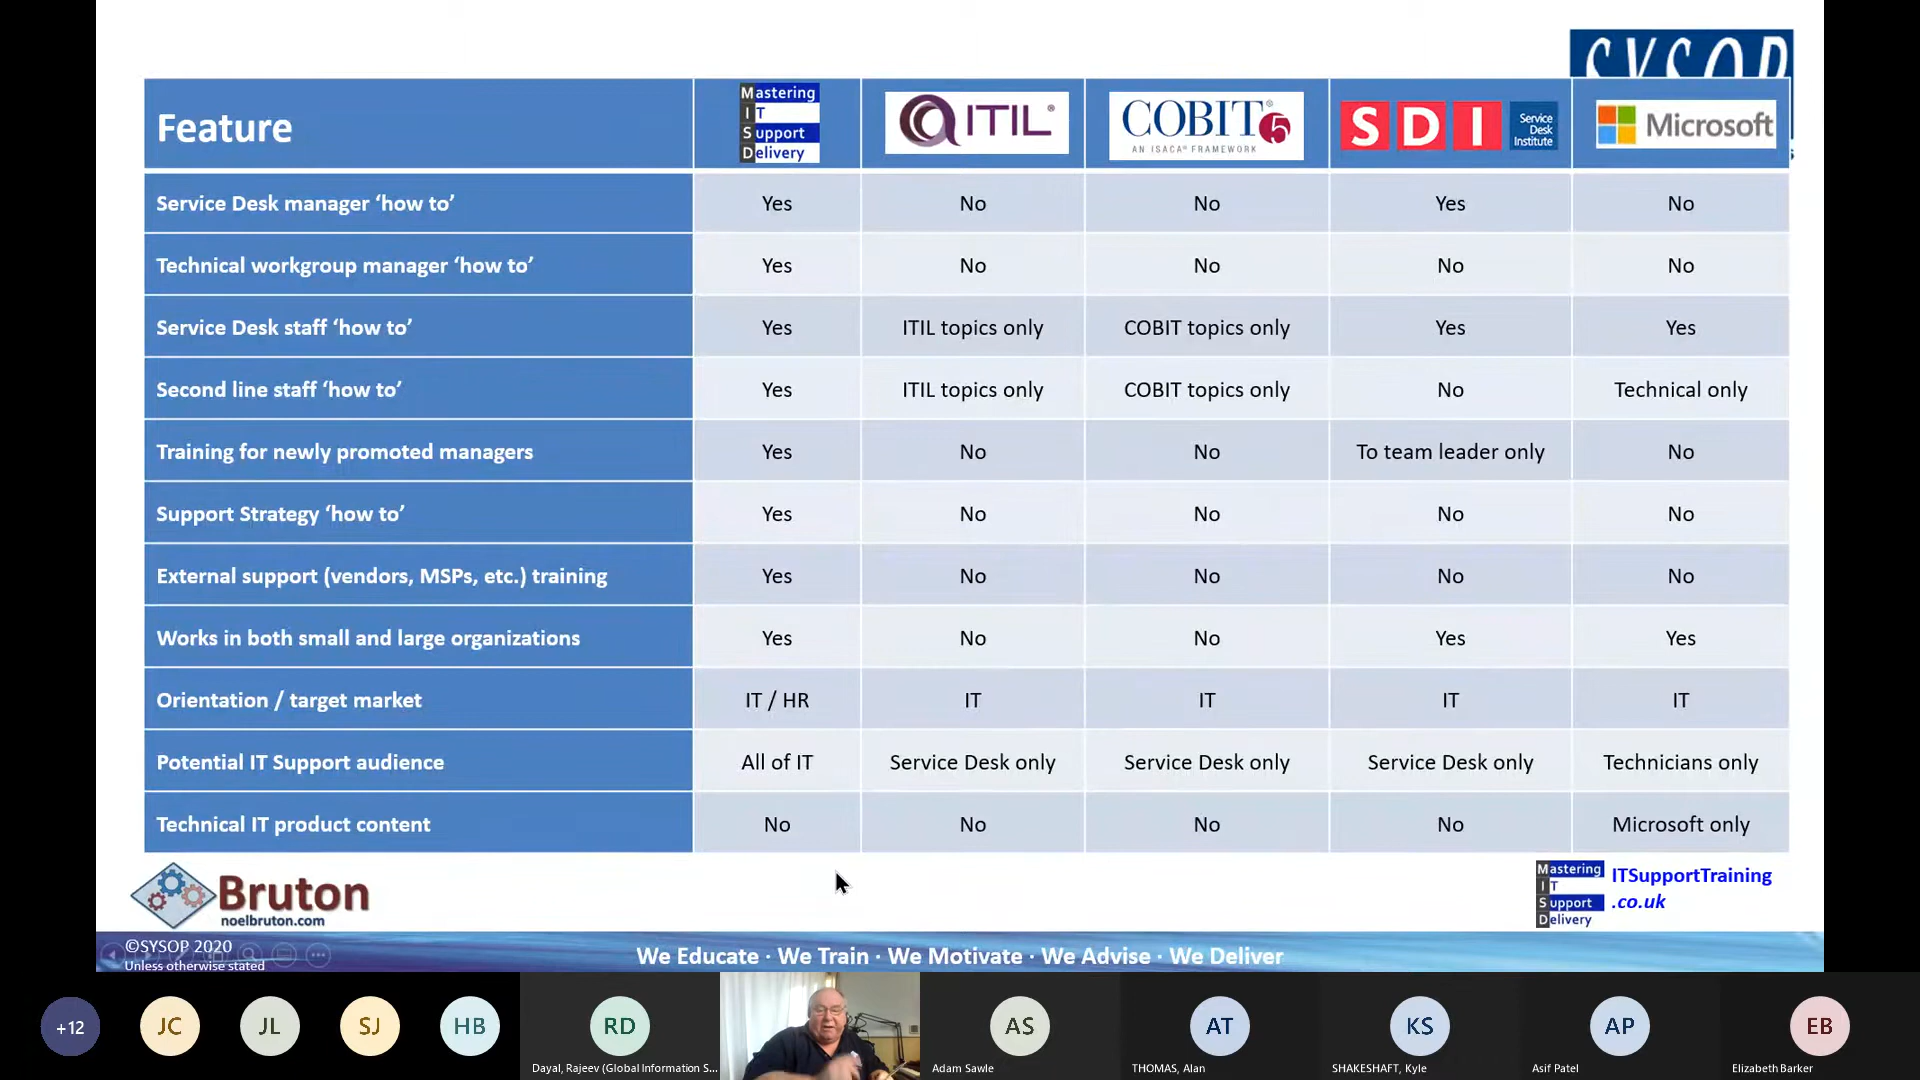 SYSOP
Feature
Mastering
IT
Support
Delivery
ITIL®
COBIT® 5
AN ISACA® FRAMEWORK
SDI
Service
Desk
Institute
Microsoft
Service Desk manager ‘how to’ Yes No No Yes No
Technical workgroup manager ‘how to’ Yes No No No No
Service Desk staff ‘how to’ Yes ITIL topics only COBIT topics only Yes Yes
Second line staff ‘how to’ Yes ITIL topics only COBIT topics only No Technical only
Training for newly promoted managers Yes No No To team leader only No
Support Strategy ‘how to’ Yes No No No No
External support (vendors, MSPs, etc.) training Yes No No No No
Works in both small and large organizations Yes No No Yes Yes
Orientation / target market IT / HR IT IT IT IT
Potential IT Support audience All of IT Service Desk only Service Desk only Service Desk only Technicians only
Technical IT product content No No No No Microsoft only
Bruton
noelbruton.com
Mastering
IT
Support
Delivery
ITSupportTraining
.co.uk
©SYSOP 2020
Unless otherwise stated
We Educate · We Train · We Motivate · We Advise · We Deliver
+12 JC JL SJ HB RD AS AT KS AP EB
Dayal, Rajeev (Global Information S... Adam Sawle THOMAS, Alan SHAKESHAFT, Kyle Asif Patel Elizabeth Barker